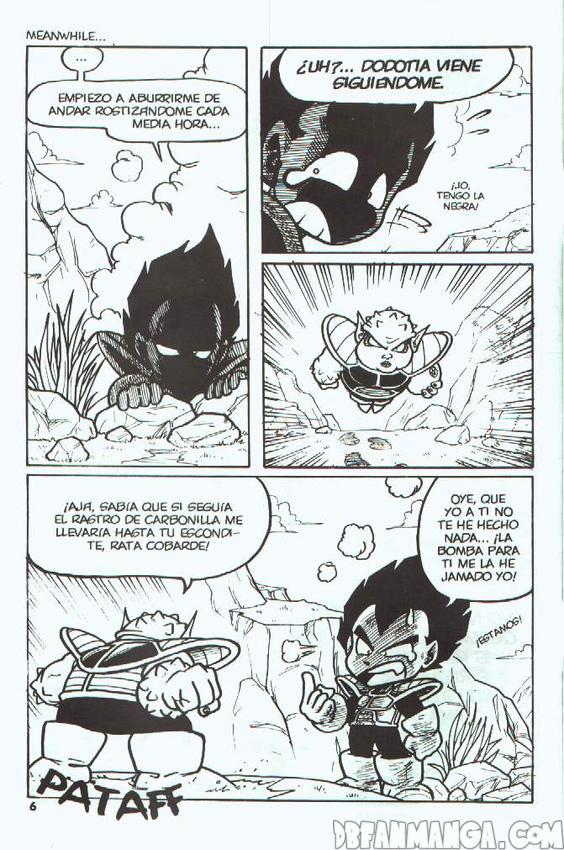 MEANWHILE...
...
EMPIEZO A ABURRIRME DE
ANDAR ROSTIZANDOME CADA
MEDIA HORA...
¿UH?... DODOTIA VIENE
SIGUIENDOME.
¡JO,
TENGO LA
NEGRA!
¡AJA, SABIA QUE SI SEGUIA
EL RASTRO DE CARBONILLA ME
LLEVARIA HASTA TU ESCONDI-
TE, RATA COBARDE!
OYE, QUE
YO A TI NO
TE HE HECHO
NADA... ¡LA
BOMBA PARA
TI ME LA HE
JAMADO YO!
¡ESTAMOS!
PATAFF
6
DBFANMANGA.COM